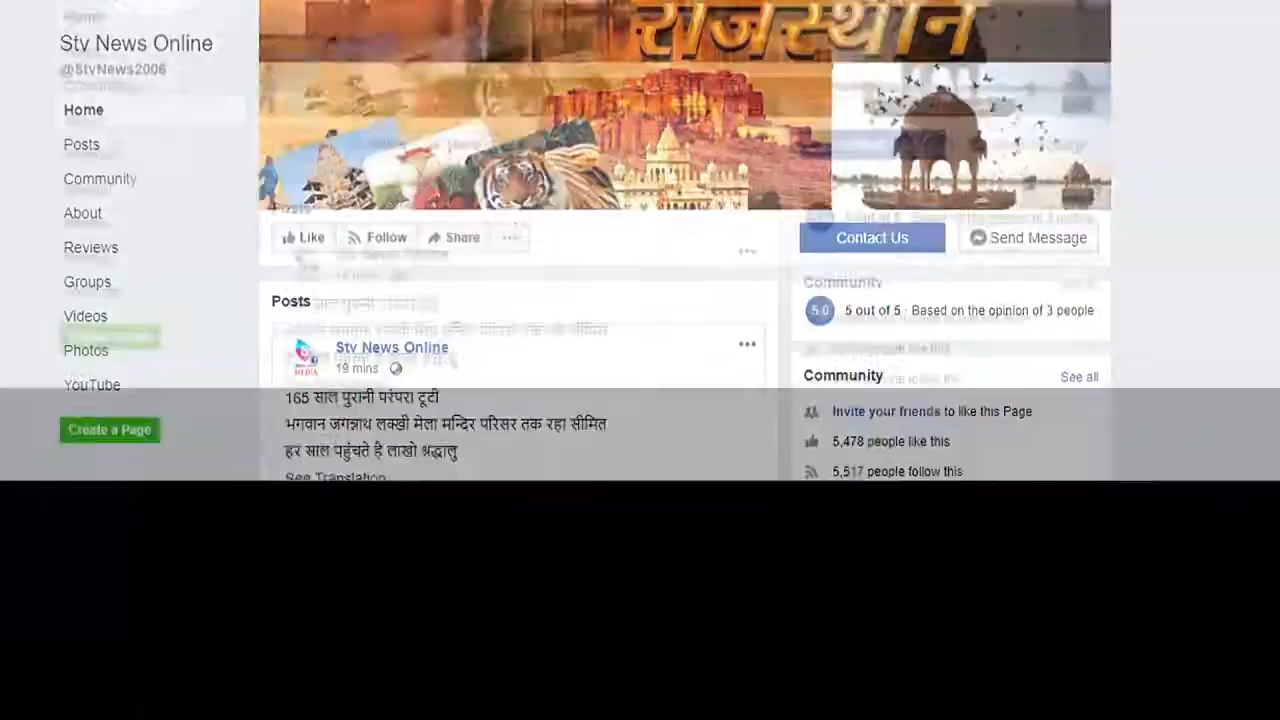 राजस्थान
Home
Stv News Online
@StvNews2006
Home
Posts
Community
About
Reviews
Groups
Videos
Photos
YouTube
Create a Page
Like
Follow
Share
Contact Us
Send Message
Posts
Stv News Online
19 mins
MEDIA
165 साल पुरानी परंपरा टूटी
भगवान जगन्नाथ लक्खी मेला मन्दिर परिसर तक रहा सीमित
हर साल पहुंचते है लाखो श्रद्धालु
See Translation
Community
5.0
5 out of 5 · Based on the opinion of 3 people
Community
See all
Invite your friends to like this Page
5,478 people like this
5,517 people follow this